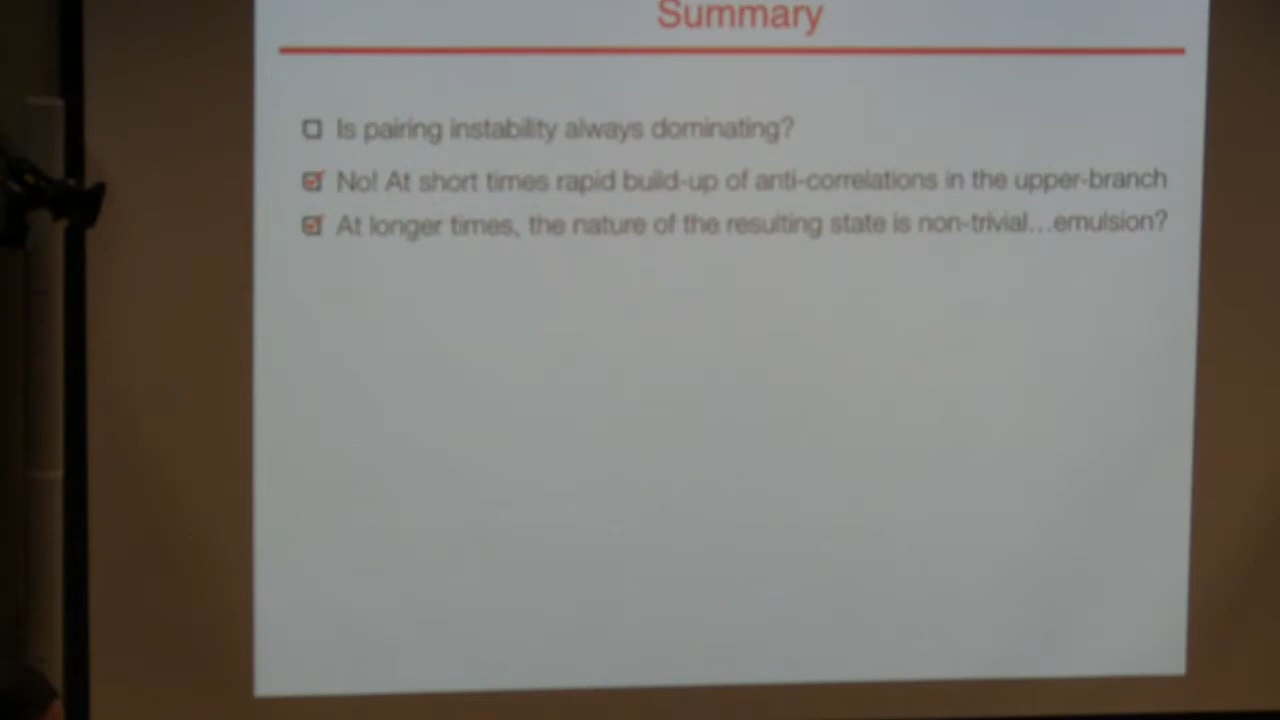 Summary
Is pairing instability always dominating?
No! At short times rapid build-up of anti-correlations in the upper-branch
At longer times, the nature of the resulting state is non-trivial...emulsion?